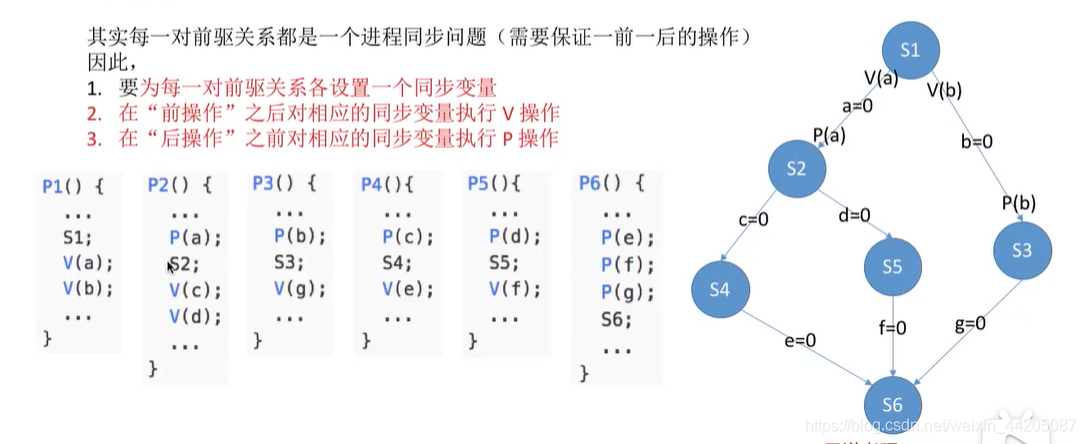 其实每一对前驱关系都是一个进程同步问题（需要保证一前一后的操作）
因此，
1. 要为每一对前驱关系各设置一个同步变量
2. 在“前操作”之后对相应的同步变量执行 V 操作
3. 在“后操作”之前对相应的同步变量执行 P 操作
P1() {
...
S1;
V(a);
V(b);
...
}
P2() {
...
P(a);
S2;
V(c);
V(d);
...
}
P3() {
...
P(b);
S3;
V(g);
...
}
P4(){
...
P(c);
S4;
V(e);
...
}
P5(){
...
P(d);
S5;
V(f);
...
}
P6() {
...
P(e);
P(f);
P(g);
S6;
...
}
S1
V(a)
V(b)
a=0
P(a)
b=0
S2
P(b)
c=0
d=0
S3
S5
S4
f=0
g=0
e=0
S6
https://blog.csdn.net/weixin_44205087